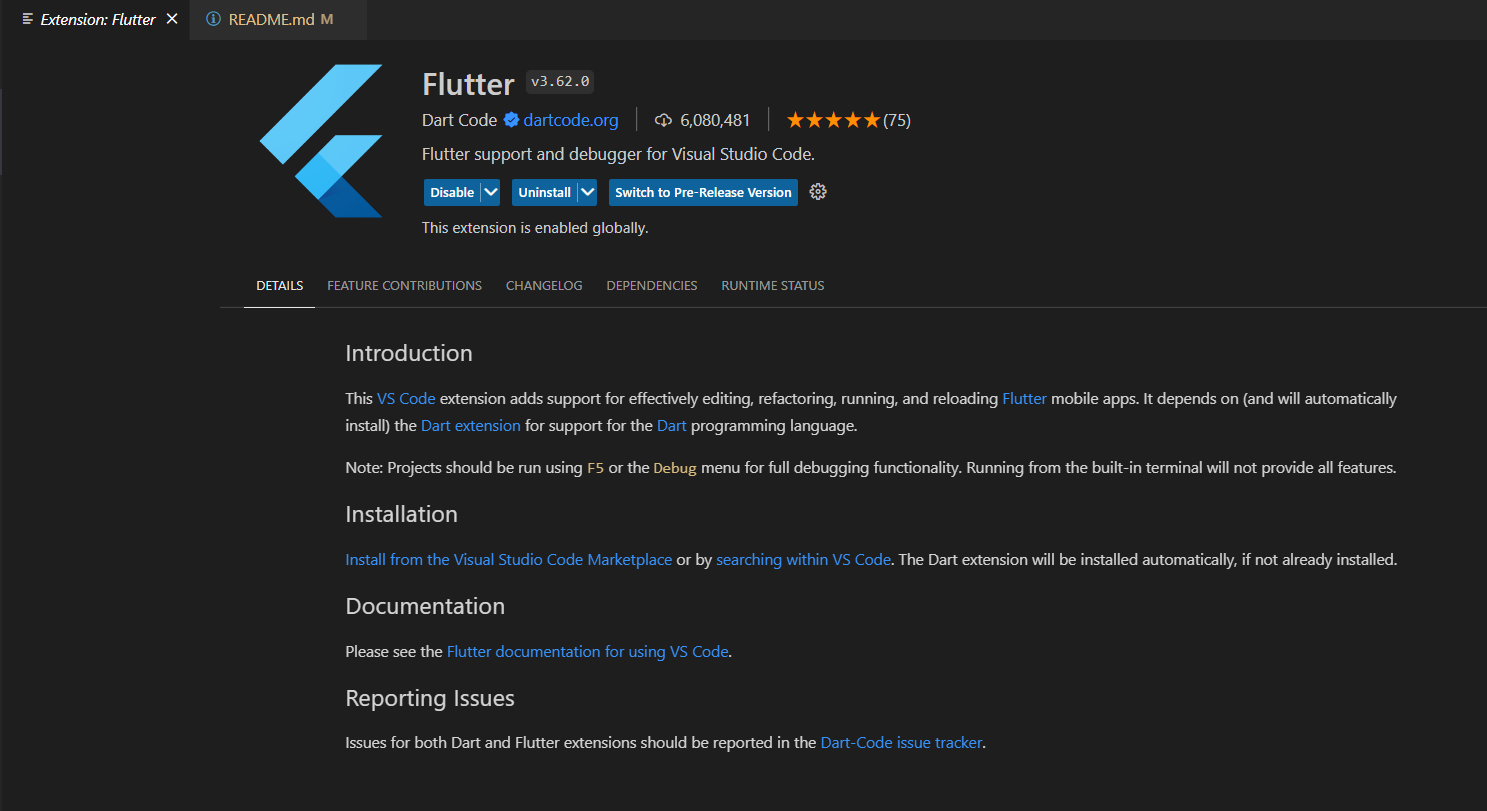 Extension: Flutter
README.md M
Flutter v3.62.0
Dart Code dartcode.org 6,080,481 (75)
Flutter support and debugger for Visual Studio Code.
Disable Uninstall Switch to Pre-Release Version
This extension is enabled globally.
DETAILS FEATURE CONTRIBUTIONS CHANGELOG DEPENDENCIES RUNTIME STATUS
Introduction
This VS Code extension adds support for effectively editing, refactoring, running, and reloading Flutter mobile apps. It depends on (and will automatically
install) the Dart extension for support for the Dart programming language.
Note: Projects should be run using F5 or the Debug menu for full debugging functionality. Running from the built-in terminal will not provide all features.
Installation
Install from the Visual Studio Code Marketplace or by searching within VS Code. The Dart extension will be installed automatically, if not already installed.
Documentation
Please see the Flutter documentation for using VS Code.
Reporting Issues
Issues for both Dart and Flutter extensions should be reported in the Dart-Code issue tracker.